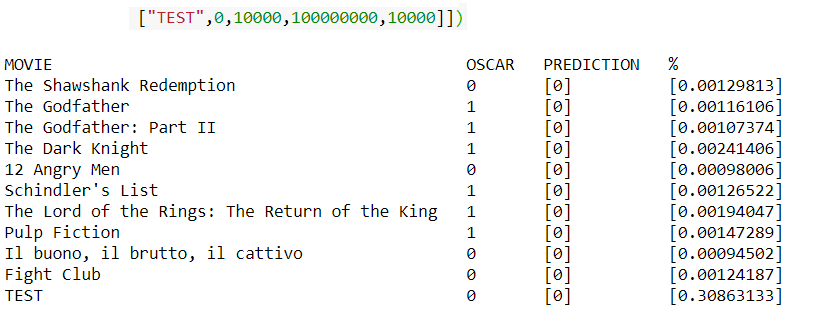 ["TEST",0,10000,100000000,10000]])
MOVIE OSCAR PREDICTION %
The Shawshank Redemption 0 [0] [0.00129813]
The Godfather 1 [0] [0.00116106]
The Godfather: Part II 1 [0] [0.00107374]
The Dark Knight 1 [0] [0.00241406]
12 Angry Men 0 [0] [0.00098006]
Schindler's List 1 [0] [0.00126522]
The Lord of the Rings: The Return of the King 1 [0] [0.00194047]
Pulp Fiction 1 [0] [0.00147289]
Il buono, il brutto, il cattivo 0 [0] [0.00094502]
Fight Club 0 [0] [0.00124187]
TEST 0 [0] [0.30863133]